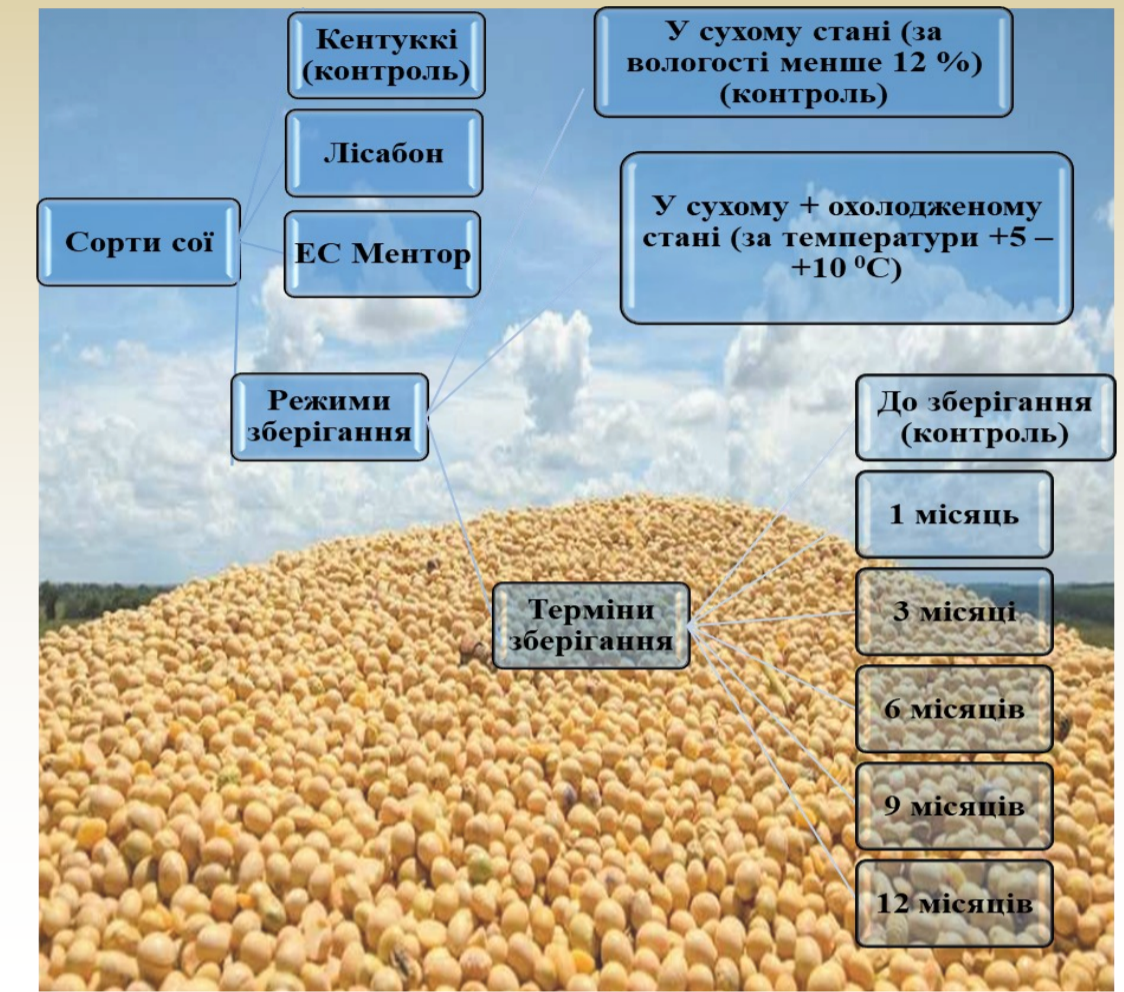 Кентуккі
(контроль)
Лісабон
ЕС Ментор
Сорти сої
У сухому стані (за
вологості менше 12 %)
(контроль)
У сухому + охолодженому
стані (за температури +5 –
+10 ⁰С)
Режими
зберігання
Терміни
зберігання
До зберігання
(контроль)
1 місяць
3 місяці
6 місяців
9 місяців
12 місяців